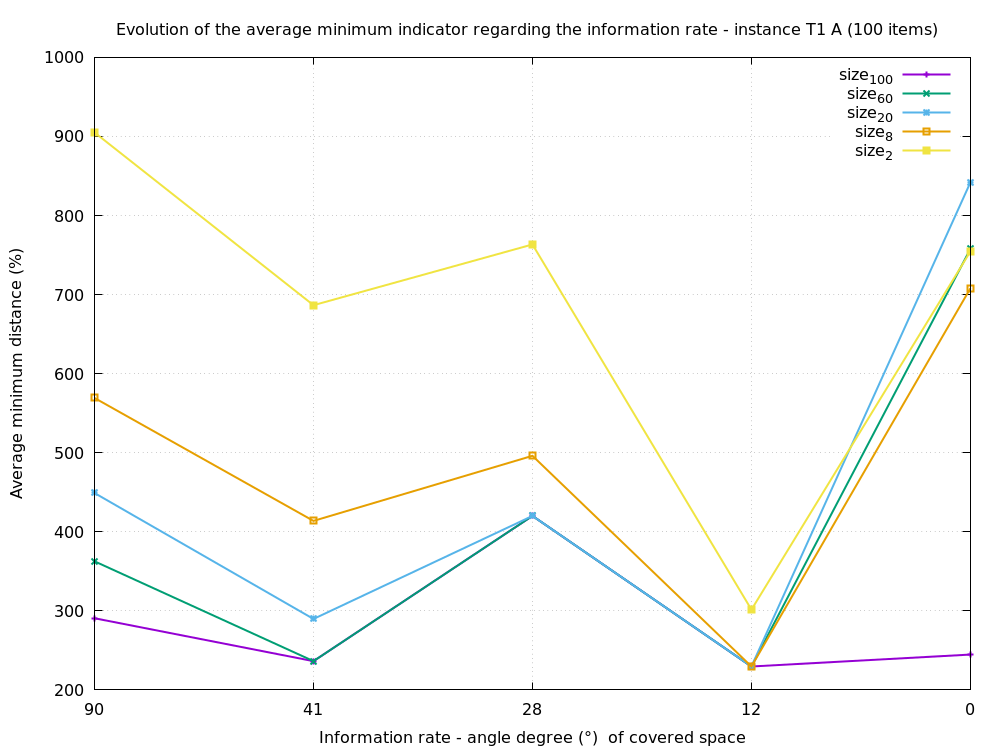 Evolution of the average minimum indicator regarding the information rate - instance T1 A (100 items)
1000
900
800
700
600
500
400
300
200
Average minimum distance (%)
size100
size60
size20
size8
size2
90 41 28 12 0
Information rate - angle degree (°)  of covered space